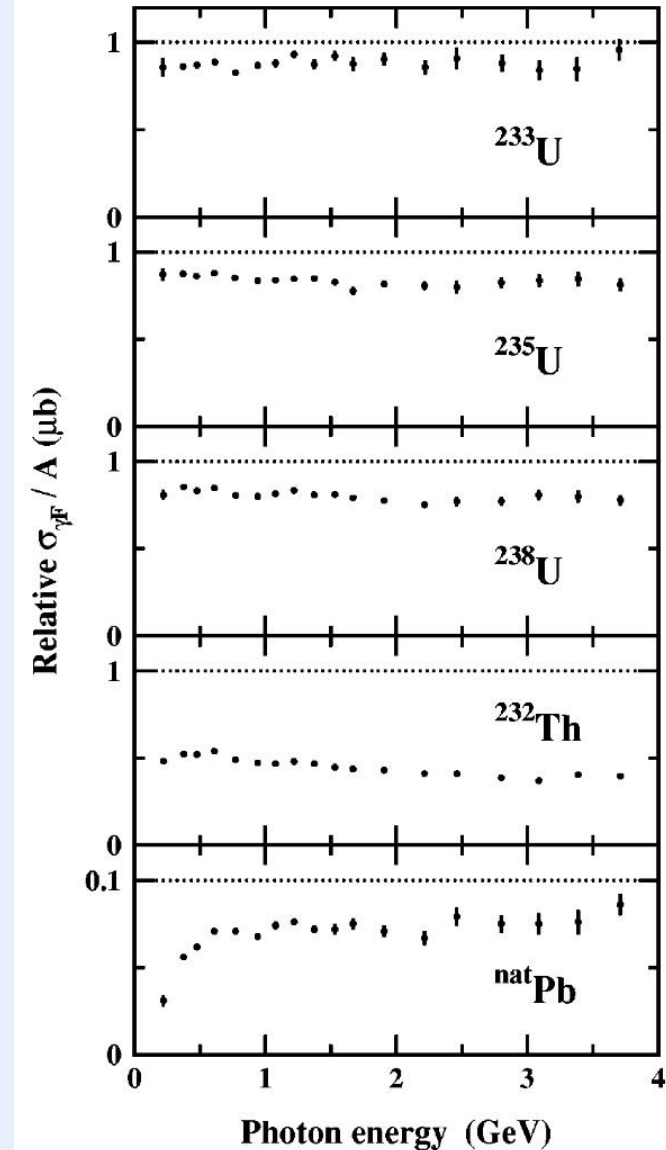 1
²³³U
0
1
²³⁵U
0
1
²³⁸U
0
1
²³²Th
0
0.1
ⁿᵃᵗPb
0
0 1 2 3 4
Photon energy (GeV)
Relative σ_γF / A (μb)